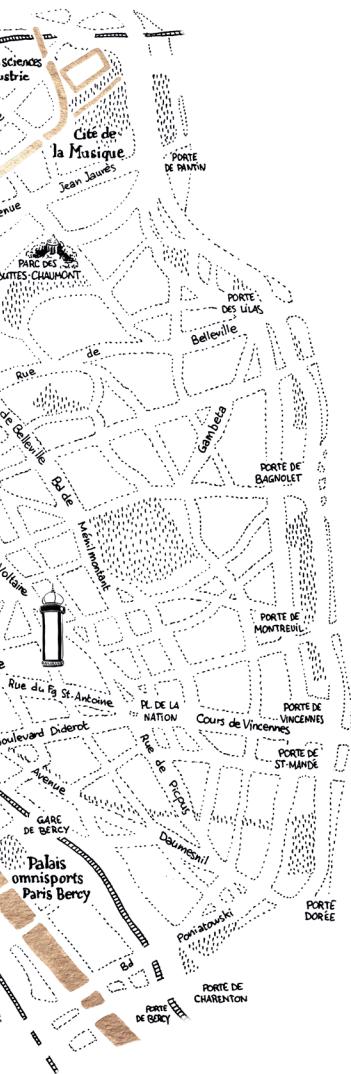 sciences
ustrie
Cité de
la Musique
Jean Jaurès
enue
PORTE
DE PANTIN
PARC DES
BUTTES-CHAUMONT
PORTE
DES LILAS
Belleville
de
Rue
de Belleville
Gambeta
Bd de
Ménilmontant
PORTE DE
BAGNOLET
Voltaire
PORTE DE
MONTREUIL
Rue du Fg St-Antoine
PL. DE LA
NATION
Cours de Vincennes
PORTE DE
VINCENNES
oulevard Diderot
PORTE DE
ST-MANDÉ
Rue de Picpus
Avenue
Daumesnil
GARE
DE BERCY
Palais
omnisports
Paris Bercy
PORTE
DORÉE
Poniatowski
Bd
PORTE DE
CHARENTON
PORTE
DE BERCY